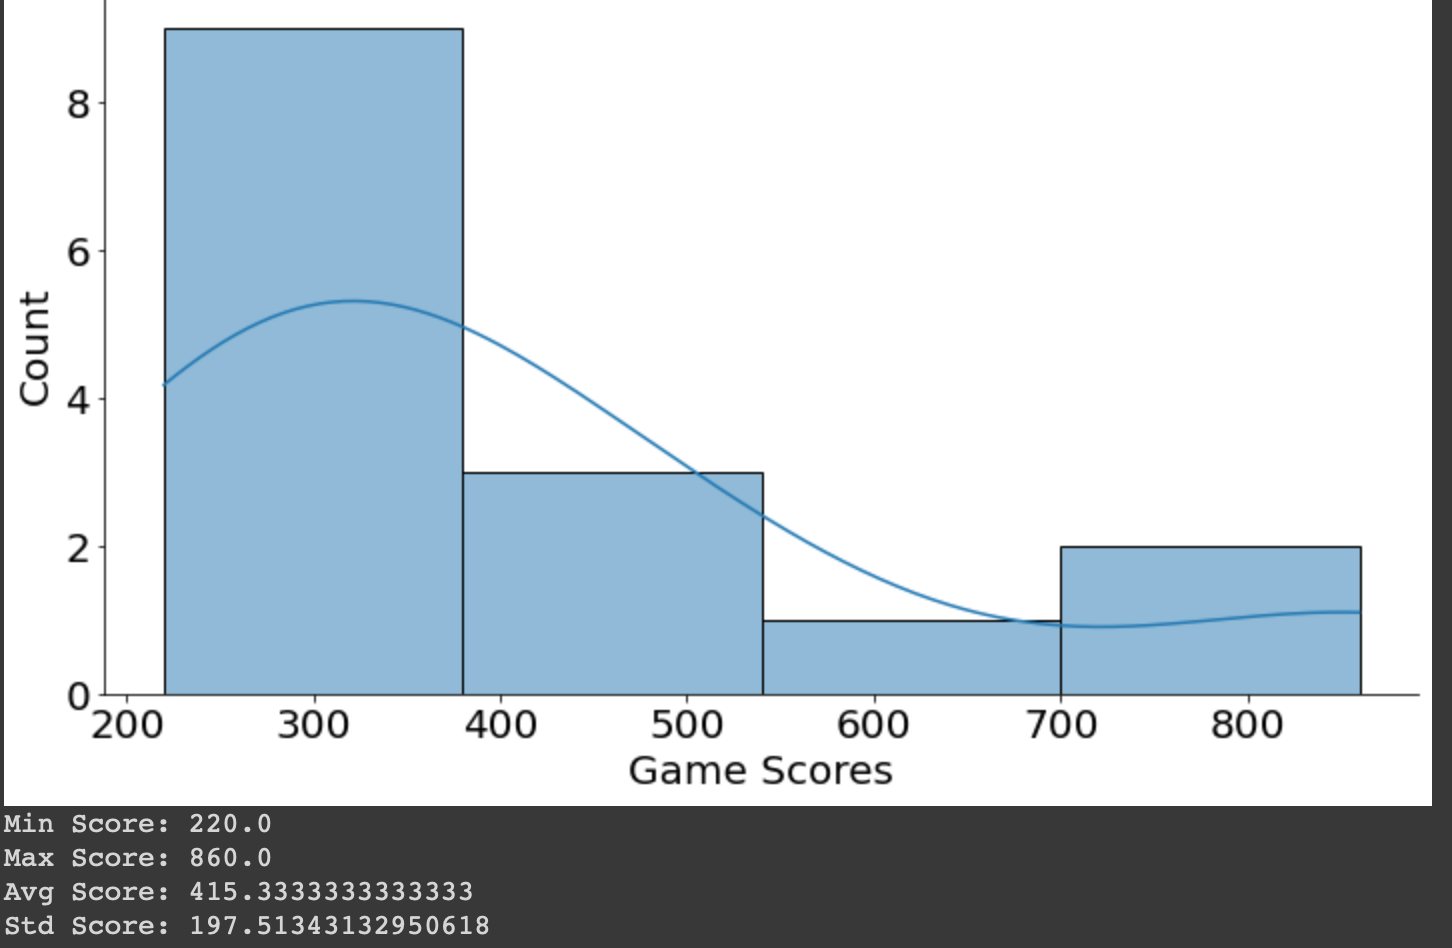 8
6
4
2
0
Count
200 300 400 500 600 700 800
Game Scores
Min Score: 220.0
Max Score: 860.0
Avg Score: 415.3333333333333
Std Score: 197.51343132950618